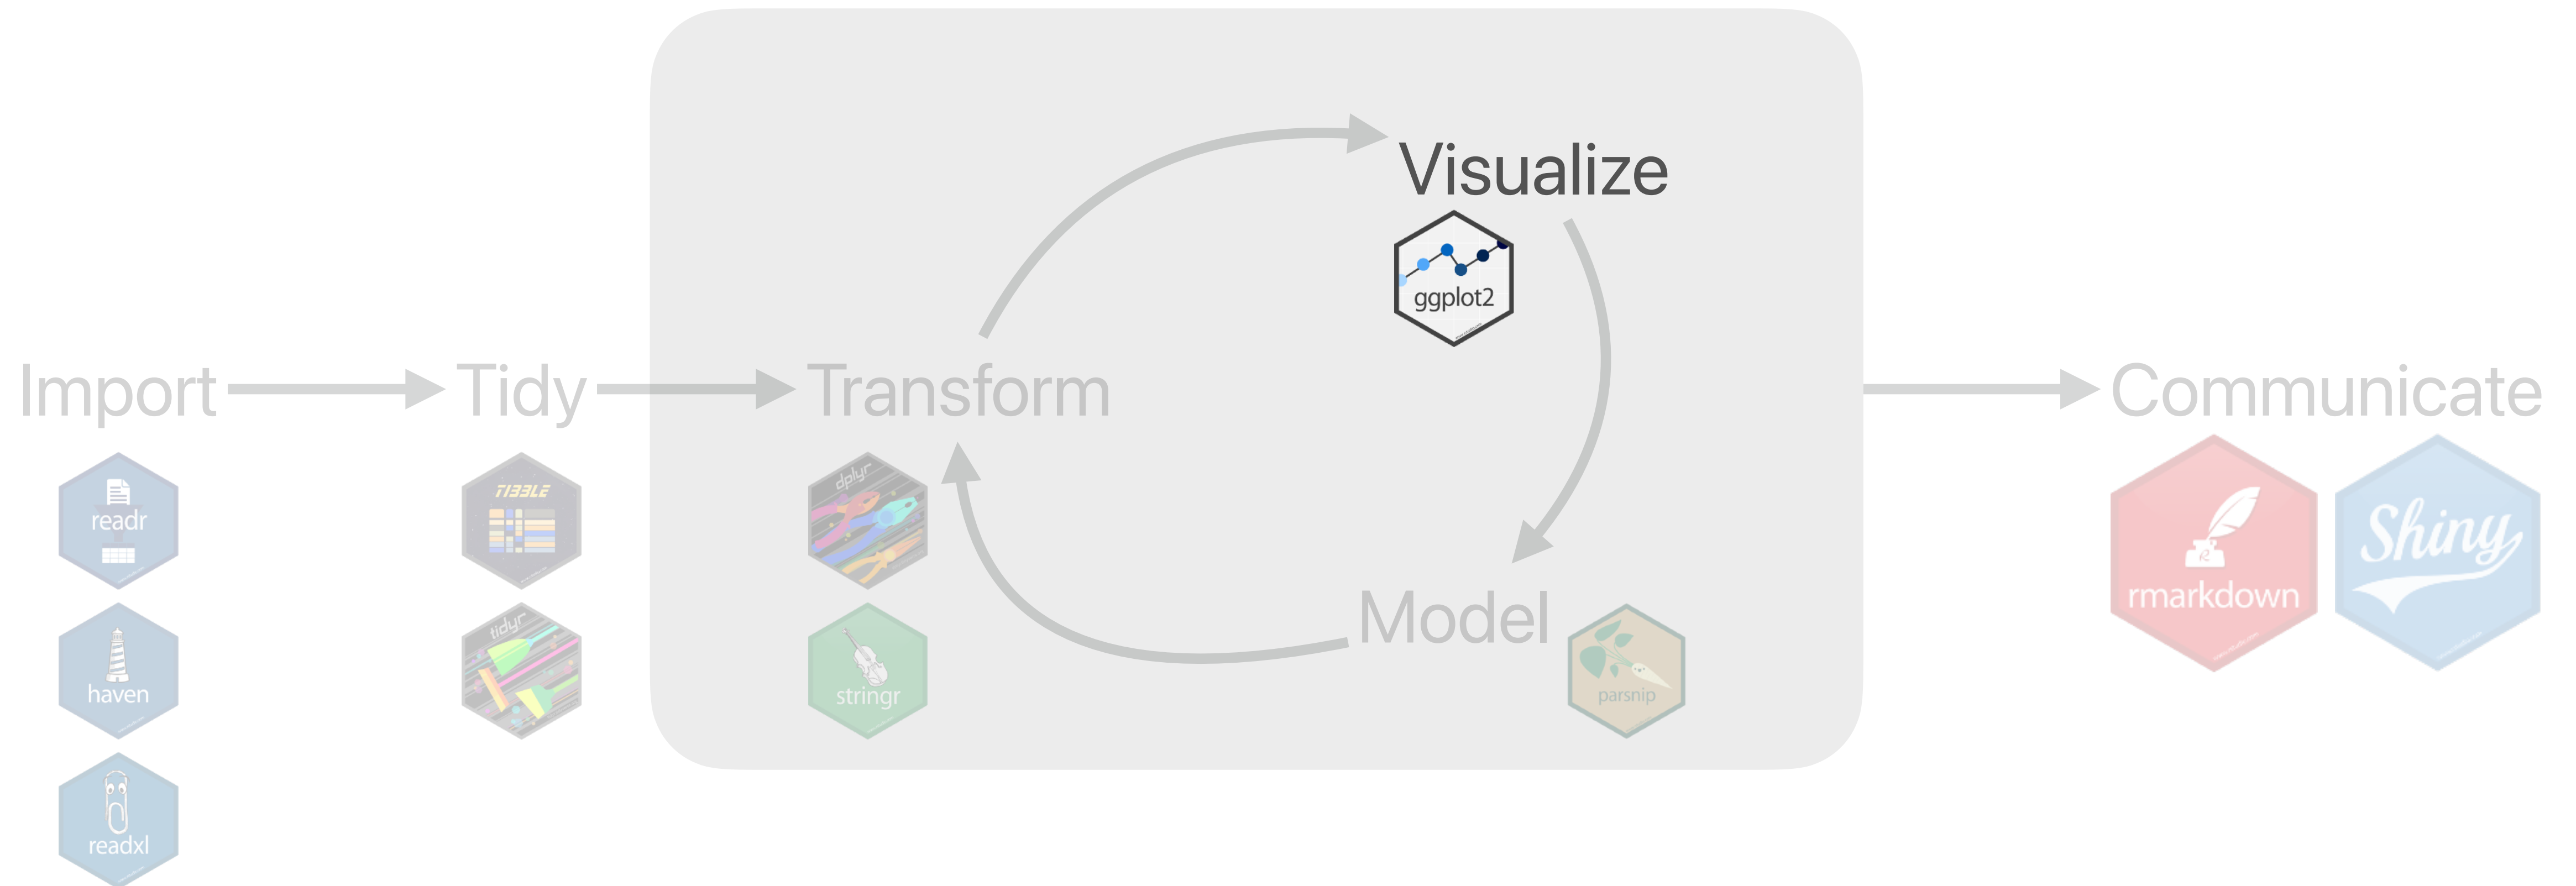 Visualize
ggplot2
Import
Tidy
Transform
Communicate
readr
TIBBLE
dplyr
rmarkdown
Shiny
Model
haven
tidyr
stringr
parsnip
readxl